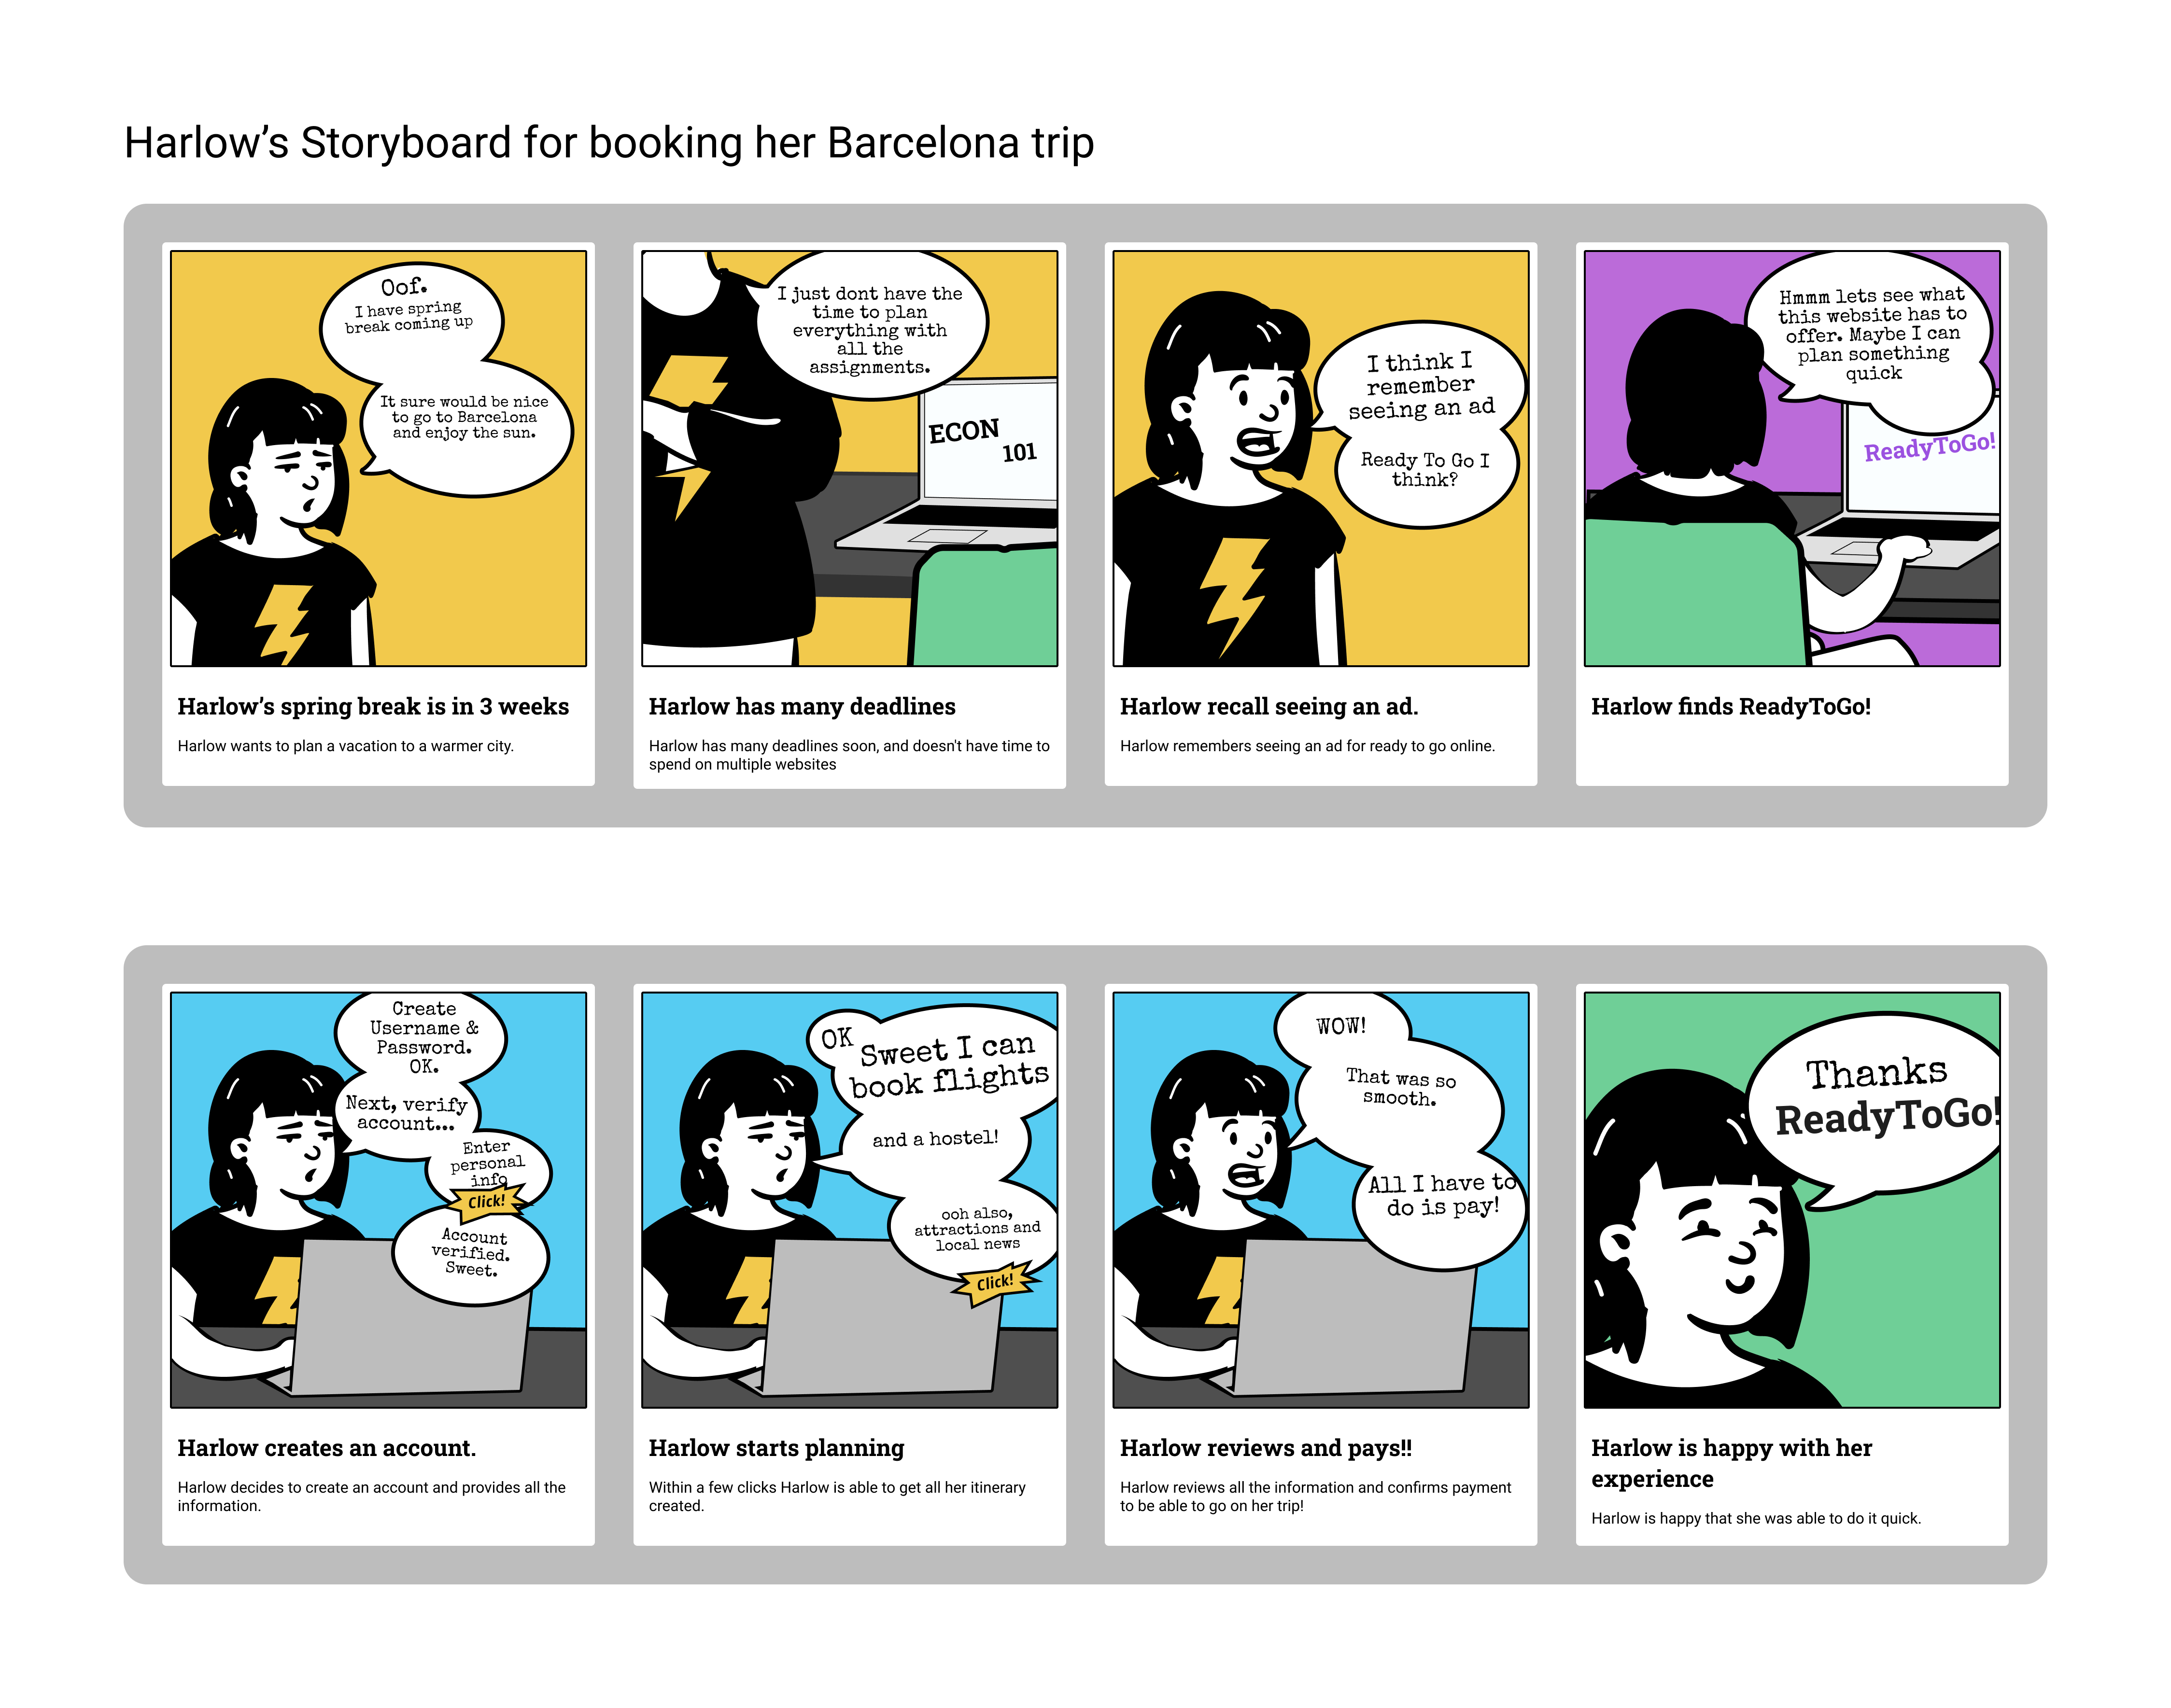 Harlow’s Storyboard for booking her Barcelona trip
Oof.
I have spring
break coming up
It sure would be nice
to go to Barcelona
and enjoy the sun.
Harlow’s spring break is in 3 weeks
Harlow wants to plan a vacation to a warmer city.
I just dont have the
time to plan
everything with
all the
assignments.
ECON
101
Harlow has many deadlines
Harlow has many deadlines soon, and doesn't have time to
spend on multiple websites
I think I
remember
seeing an ad
Ready To Go I
think?
Harlow recall seeing an ad.
Harlow remembers seeing an ad for ready to go online.
Hmmm lets see what
this website has to
offer. Maybe I can
plan something
quick
ReadyToGo!
Harlow finds ReadyToGo!
Create
Username &
Password.
OK.
Next, verify
account...
Enter
personal
info
Click!
Account
verified.
Sweet.
Harlow creates an account.
Harlow decides to create an account and provides all the
information.
OK
Sweet I can
book flights
and a hostel!
ooh also,
attractions and
local news
Click!
Harlow starts planning
Within a few clicks Harlow is able to get all her itinerary
created.
WOW!
That was so
smooth.
All I have to
do is pay!
Harlow reviews and pays!!
Harlow reviews all the information and confirms payment
to be able to go on her trip!
Thanks
ReadyToGo!
Harlow is happy with her
experience
Harlow is happy that she was able to do it quick.